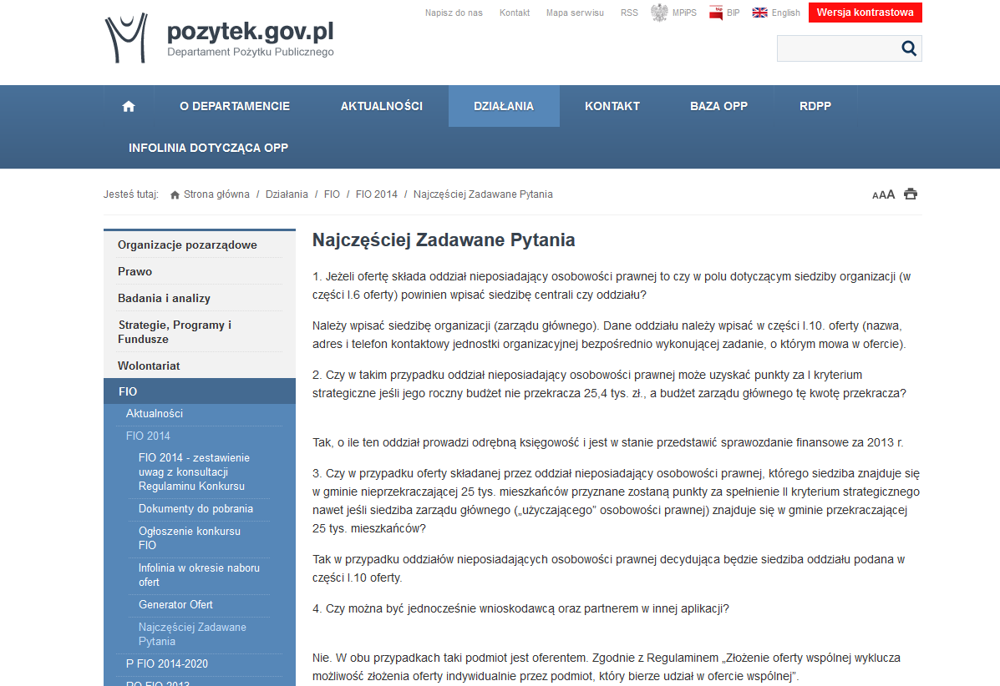 Napisz do nas Kontakt Mapa serwisu RSS MPiPS bip BIP English Wersja kontrastowa
pozytek.gov.pl
Departament Pożytku Publicznego
O DEPARTAMENCIE AKTUALNOŚCI DZIAŁANIA KONTAKT BAZA OPP RDPP
INFOLINIA DOTYCZĄCA OPP
Jesteś tutaj: Strona główna / Działania / FIO / FIO 2014 / Najczęściej Zadawane Pytania AAA
Organizacje pozarządowe
Prawo
Badania i analizy
Strategie, Programy i
Fundusze
Wolontariat
FIO
Aktualności
FIO 2014
FIO 2014 - zestawienie
uwag z konsultacji
Regulaminu Konkursu
Dokumenty do pobrania
Ogłoszenie konkursu
FIO
Infolinia w okresie naboru
ofert
Generator Ofert
Najczęściej Zadawane
Pytania
P FIO 2014-2020
PO FIO 2013
Najczęściej Zadawane Pytania
1. Jeżeli ofertę składa oddział nieposiadający osobowości prawnej to czy w polu dotyczącym siedziby organizacji (w
części I.6 oferty) powinien wpisać siedzibę centrali czy oddziału?
Należy wpisać siedzibę organizacji (zarządu głównego). Dane oddziału należy wpisać w części I.10. oferty (nazwa,
adres i telefon kontaktowy jednostki organizacyjnej bezpośrednio wykonującej zadanie, o którym mowa w ofercie).
2. Czy w takim przypadku oddział nieposiadający osobowości prawnej może uzyskać punkty za I kryterium
strategiczne jeśli jego roczny budżet nie przekracza 25,4 tys. zł., a budżet zarządu głównego tę kwotę przekracza?
Tak, o ile ten oddział prowadzi odrębną księgowość i jest w stanie przedstawić sprawozdanie finansowe za 2013 r.
3. Czy w przypadku oferty składanej przez oddział nieposiadający osobowości prawnej, którego siedziba znajduje się
w gminie nieprzekraczającej 25 tys. mieszkańców przyznane zostaną punkty za spełnienie II kryterium strategicznego
nawet jeśli siedziba zarządu głównego („użyczającego” osobowości prawnej) znajduje się w gminie przekraczającej
25 tys. mieszkańców?
Tak w przypadku oddziałów nieposiadających osobowości prawnej decydująca będzie siedziba oddziału podana w
części I.10 oferty.
4. Czy można być jednocześnie wnioskodawcą oraz partnerem w innej aplikacji?
Nie. W obu przypadkach taki podmiot jest oferentem. Zgodnie z Regulaminem „Złożenie oferty wspólnej wyklucza
możliwość złożenia oferty indywidualnie przez podmiot, który bierze udział w ofercie wspólnej”.